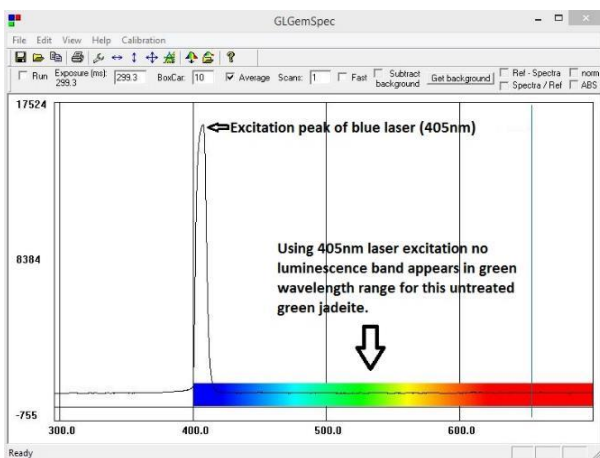 GLGemSpec
File Edit View Help Calibration
Run Exposure (ms): 299.3 299.3 BoxCar: 10 Average Scans: 1 Fast Subtract background Get background Ref - Spectra Spectra / Ref norm ABS
17524
Excitation peak of blue laser (405nm)
8384
Using 405nm laser excitation no
luminescence band appears in green
wavelength range for this untreated
green jadeite.
-755
300.0 400.0 500.0 600.0
Ready